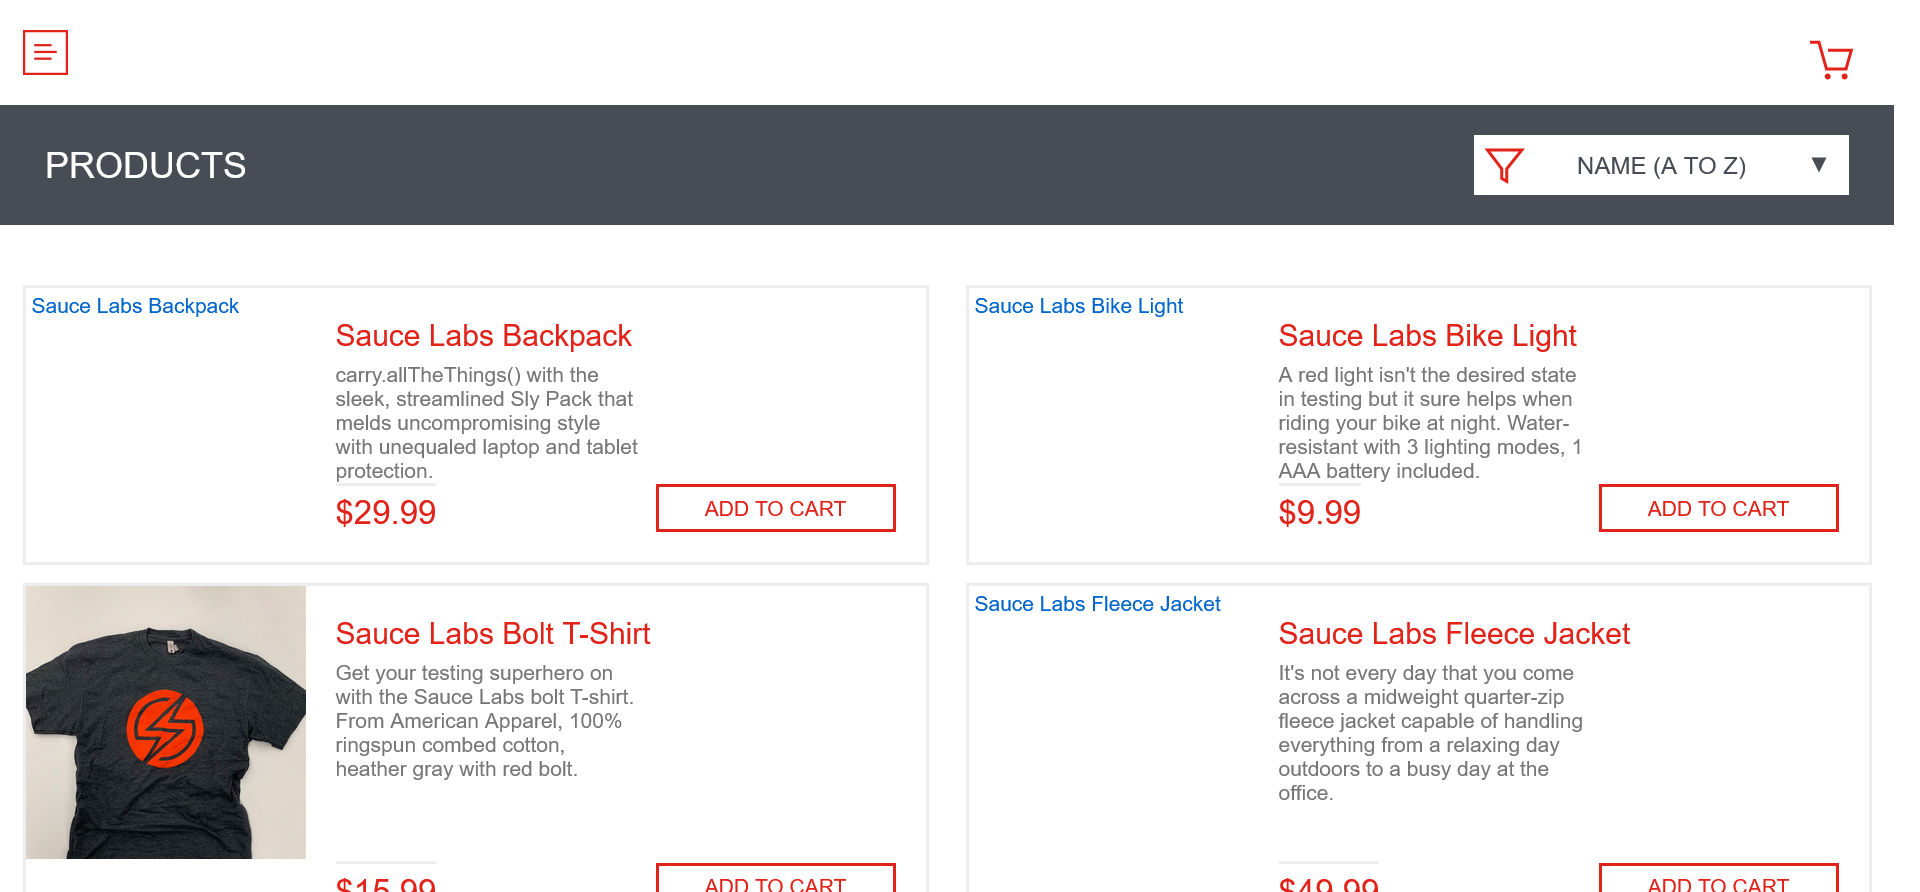 PRODUCTS
NAME (A TO Z)
Sauce Labs Backpack
Sauce Labs Backpack
carry.allTheThings() with the
sleek, streamlined Sly Pack that
melds uncompromising style
with unequaled laptop and tablet
protection.
$29.99
ADD TO CART
Sauce Labs Bike Light
Sauce Labs Bike Light
A red light isn't the desired state
in testing but it sure helps when
riding your bike at night. Water-
resistant with 3 lighting modes, 1
AAA battery included.
$9.99
ADD TO CART
Sauce Labs Bolt T-Shirt
Get your testing superhero on
with the Sauce Labs bolt T-shirt.
From American Apparel, 100%
ringspun combed cotton,
heather gray with red bolt.
$15.99
ADD TO CART
Sauce Labs Fleece Jacket
Sauce Labs Fleece Jacket
It's not every day that you come
across a midweight quarter-zip
fleece jacket capable of handling
everything from a relaxing day
outdoors to a busy day at the
office.
$49.99
ADD TO CART